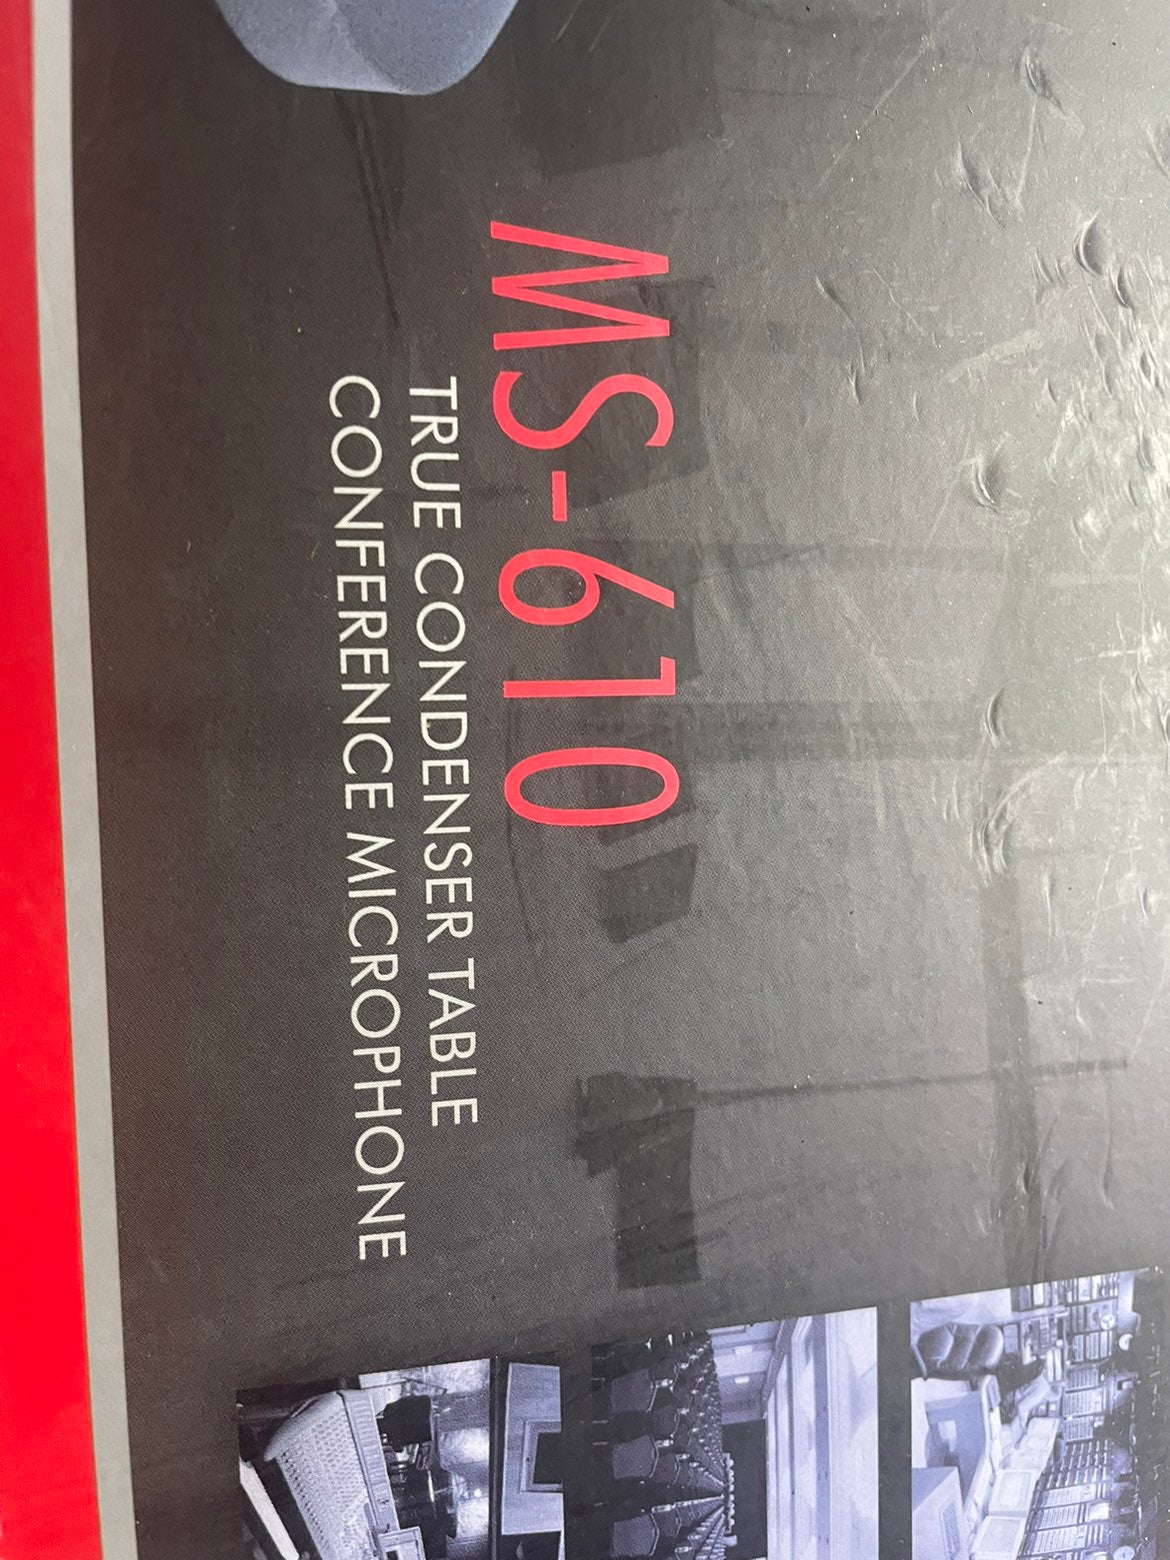 MS-610
TRUE CONDENSER TABLE
CONFERENCE MICROPHONE